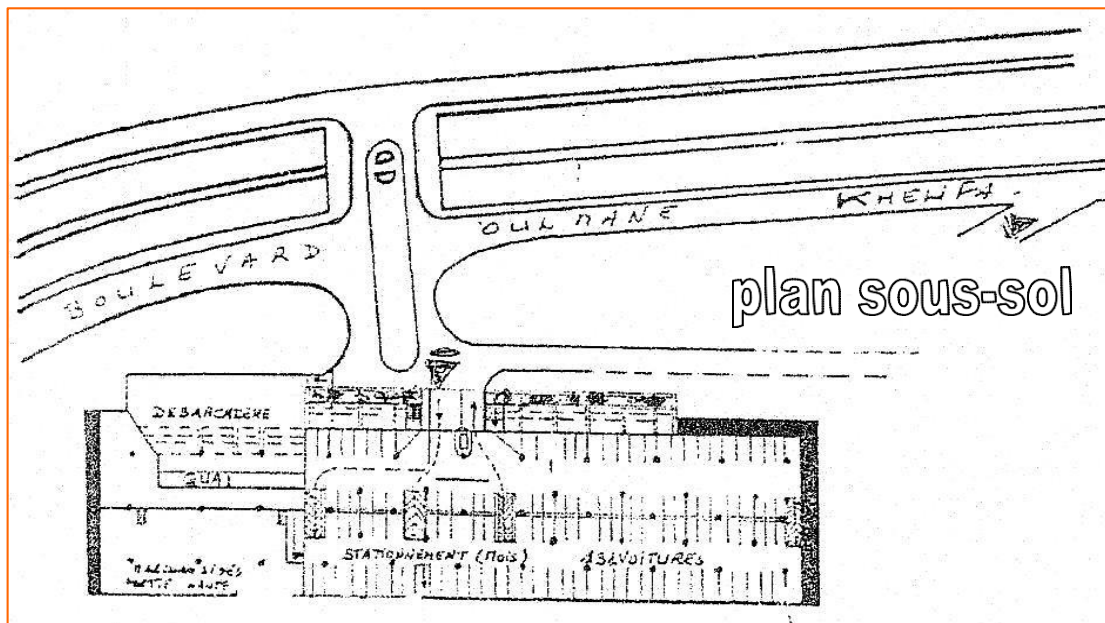 BOULEVARD OULMANE KHELIFA.
plan sous-sol
DEBARCADERE
QUAI
STATIONNEMENT (MOIS) VOITURES